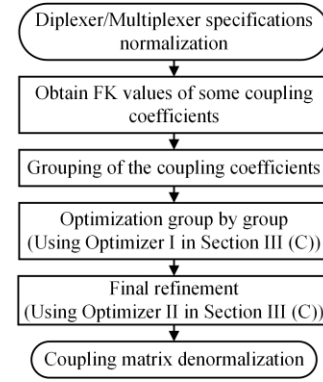 Diplexer/Multiplexer specifications
normalization
Obtain FK values of some coupling
coefficients
Grouping of the coupling coefficients
Optimization group by group
(Using Optimizer I in Section III (C))
Final refinement
(Using Optimizer II in Section III (C))
Coupling matrix denormalization